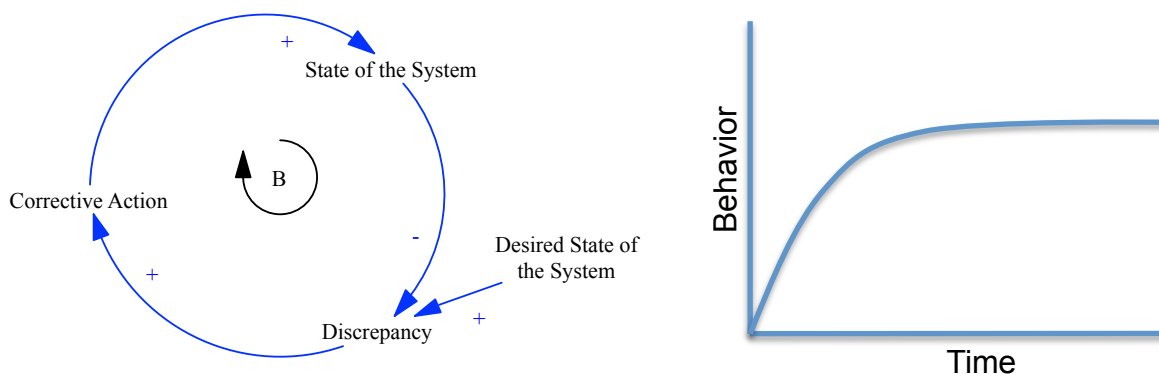 +
State of the System
B
Corrective Action
-
Desired State of
the System
+
+
Discrepancy
Behavior
Time